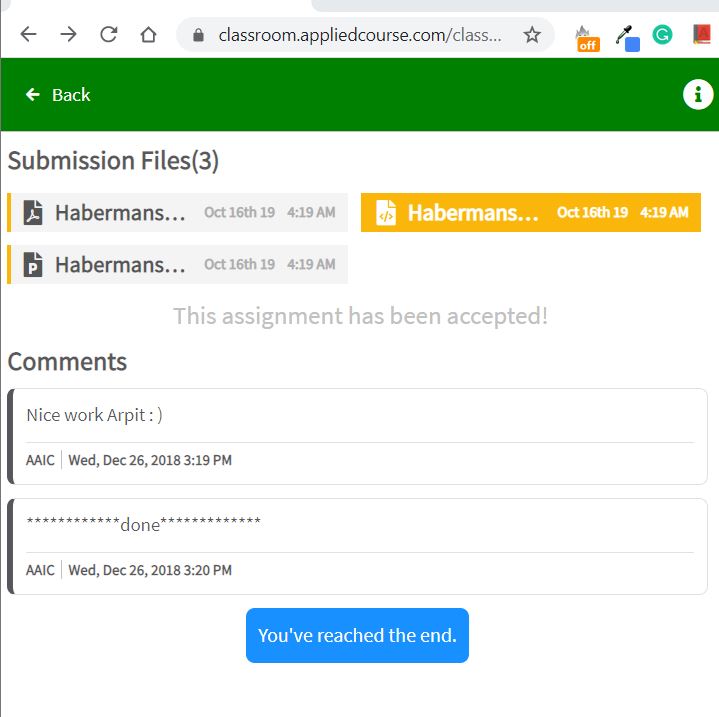 classroom.appliedcourse.com/class...
off
Back
Submission Files(3)
Habermans... Oct 16th 19 4:19 AM
Habermans... Oct 16th 19 4:19 AM
Habermans... Oct 16th 19 4:19 AM
This assignment has been accepted!
Comments
Nice work Arpit : )
AAIC | Wed, Dec 26, 2018 3:19 PM
************done*************
AAIC | Wed, Dec 26, 2018 3:20 PM
You've reached the end.